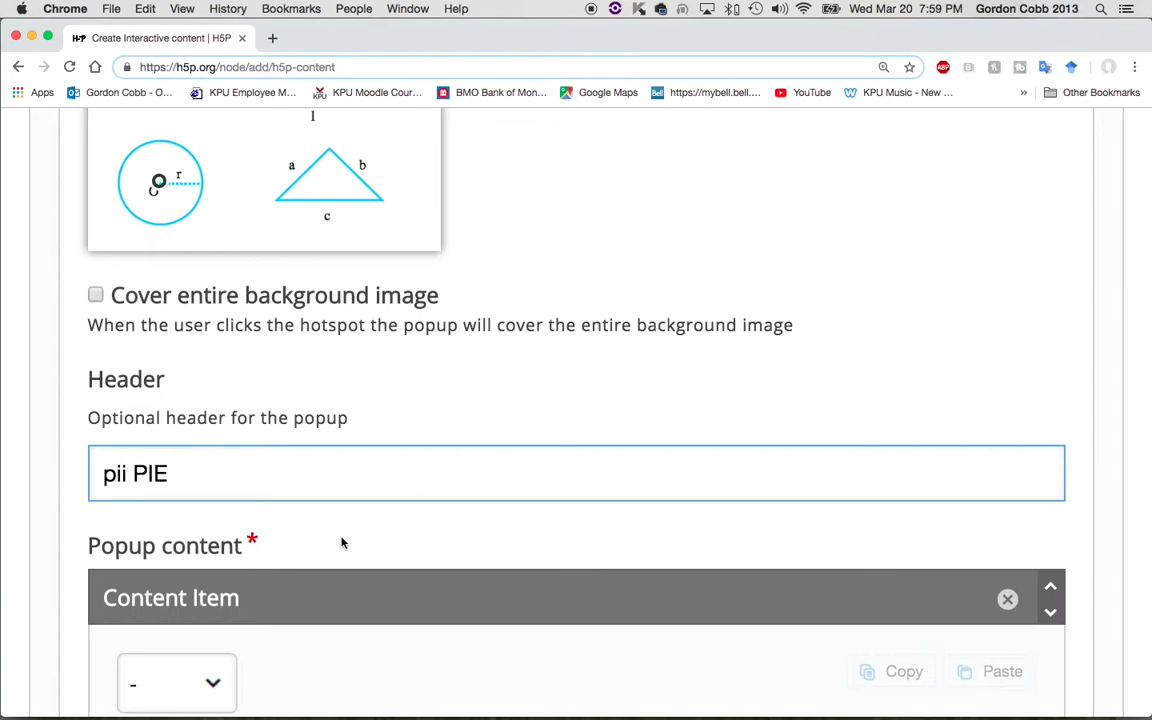 Chrome File Edit View History Bookmarks People Window Help Wed Mar 20 7:59 PM Gordon Cobb 2013
H-P Create Interactive content | H5P
https://h5p.org/node/add/h5p-content
Apps Gordon Cobb - O... KPU Employee M... KPU Moodle Cour... BMO Bank of Mon... Google Maps https://mybell.bell.... YouTube KPU Music - New ... » Other Bookmarks
l
r
a
b
c
Cover entire background image
When the user clicks the hotspot the popup will cover the entire background image
Header
Optional header for the popup
pii PIE
Popup content *
Content Item
-
Copy
Paste